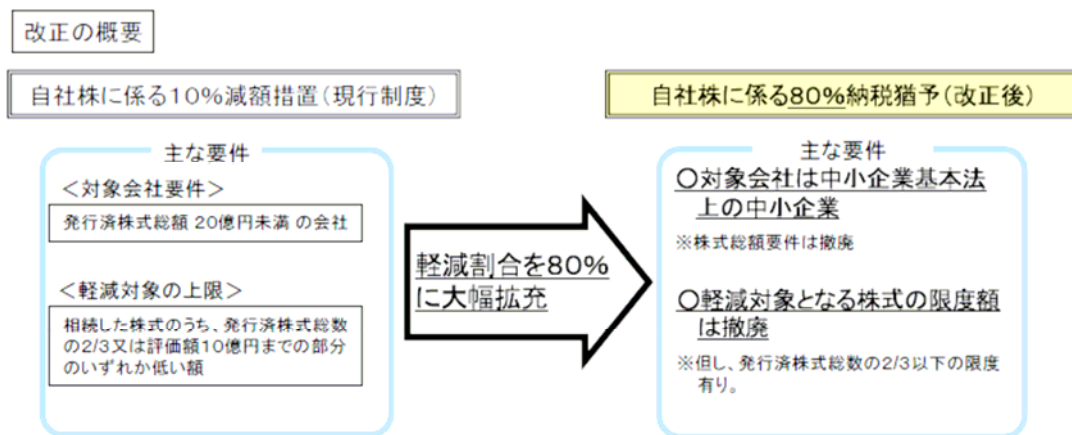 改正の概要
自社株に係る10%減額措置(現行制度)
主な要件
<対象会社要件>
発行済株式総額 20億円未満 の会社
<軽減対象の上限>
相続した株式のうち、発行済株式総数
の2/3又は評価額10億円までの部分
のいずれか低い額
軽減割合を80%
に大幅拡充
自社株に係る80%納税猶予(改正後)
主な要件
○対象会社は中小企業基本法
上の中小企業
※株式総額要件は撤廃
○軽減対象となる株式の限度額
は撤廃
※但し、発行済株式総数の2/3以下の限度
有り。